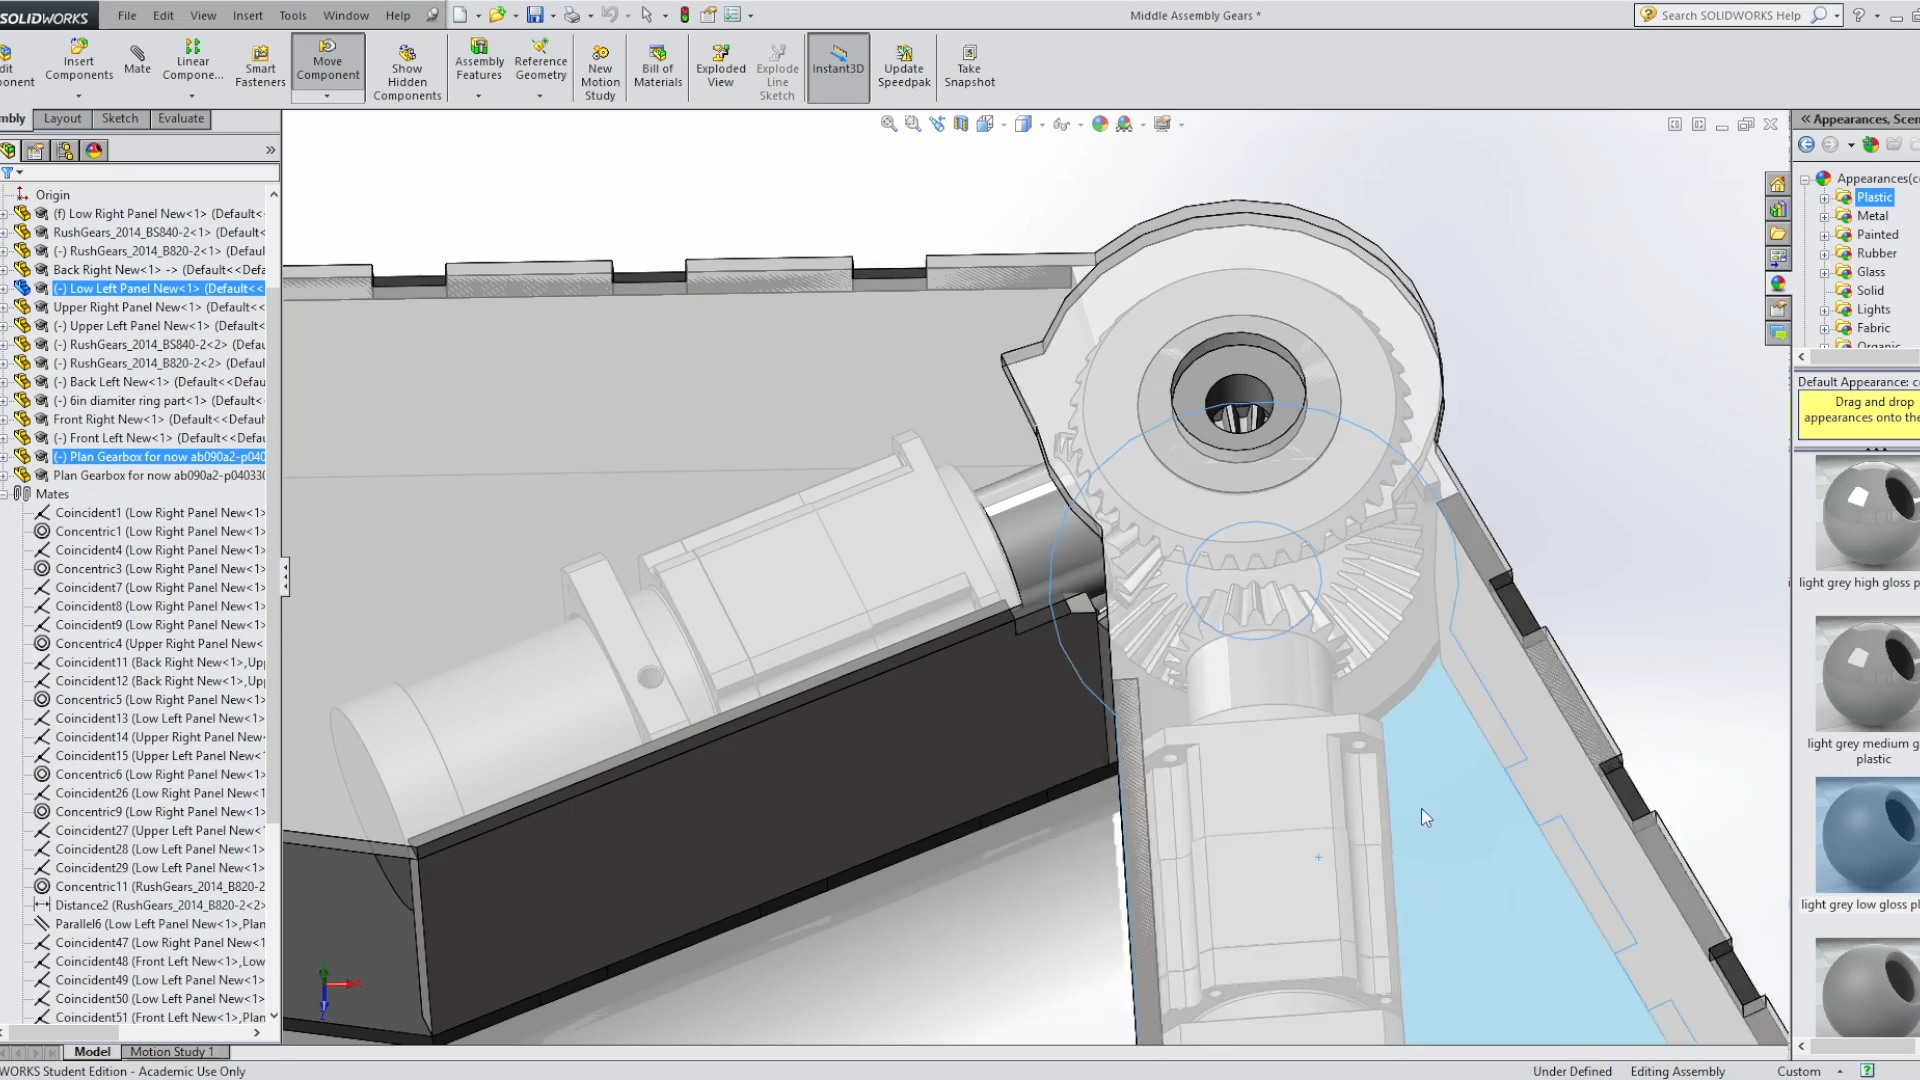 SOLIDWORKS File Edit View Insert Tools Window Help
Middle Assembly Gears *
Search SOLIDWORKS Help
dit
ponent
Insert
Components
Mate
Linear
Compone...
Smart
Fasteners
Move
Component
Show
Hidden
Components
Assembly
Features
Reference
Geometry
New
Motion
Study
Bill of
Materials
Exploded
View
Explode
Line
Sketch
Instant3D
Update
Speedpak
Take
Snapshot
mbly Layout Sketch Evaluate
Origin
(f) Low Right Panel New<1> (Default<
RushGears_2014_BS840-2<1> (Default<
(-) RushGears_2014_B820-2<1> (Defaul
Back Right New<1> -> (Default<<Defa
(-) Low Left Panel New<1> (Default<<
Upper Right Panel New<1> (Default<
(-) Upper Left Panel New<1> (Default<
(-) RushGears_2014_BS840-2<2> (Defau
(-) RushGears_2014_B820-2<2> (Defau
(-) Back Left New<1> (Default<<Defau
(-) 6in diamiter ring part<1> (Default<
Front Right New<1> (Default<<Default
(-) Front Left New<1> (Default<<Defau
(-) Plan Gearbox for now ab090a2-p040
Plan Gearbox for now ab090a2-p04033(
Mates
Coincident1 (Low Right Panel New<1>
Concentric1 (Low Right Panel New<1>
Coincident4 (Low Right Panel New<1>
Concentric3 (Low Right Panel New<1>
Coincident7 (Low Right Panel New<1>
Coincident8 (Low Right Panel New<1>
Coincident9 (Low Right Panel New<1>
Concentric4 (Upper Right Panel New<
Coincident11 (Back Right New<1>,Upp
Coincident12 (Back Right New<1>,Upp
Concentric5 (Low Right Panel New<1>
Coincident13 (Low Left Panel New<1>
Coincident14 (Upper Right Panel New
Coincident15 (Upper Left Panel New<
Concentric6 (Low Right Panel New<1>
Coincident26 (Low Right Panel New<1>
Concentric9 (Low Right Panel New<1>
Coincident27 (Upper Left Panel New<
Coincident28 (Low Left Panel New<1>
Coincident29 (Low Left Panel New<1>
Concentric11 (RushGears_2014_B820-2
Distance2 (RushGears_2014_B820-2<2>
Parallel6 (Low Left Panel New<1>,Plan
Coincident47 (Low Right Panel New<1
Coincident48 (Front Left New<1>,Low
Coincident49 (Low Left Panel New<1>
Coincident50 (Low Left Panel New<1>
Coincident51 (Front Left New<1>,Plan
Appearances, Scen
Appearances(co
Plastic
Metal
Painted
Rubber
Glass
Solid
Lights
Fabric
Organic
Default Appearance: co
Drag and drop
appearances onto the
light grey high gloss p
light grey medium g
plastic
light grey low gloss pl
Model Motion Study 1
WORKS Student Edition - Academic Use Only
Under Defined Editing Assembly Custom